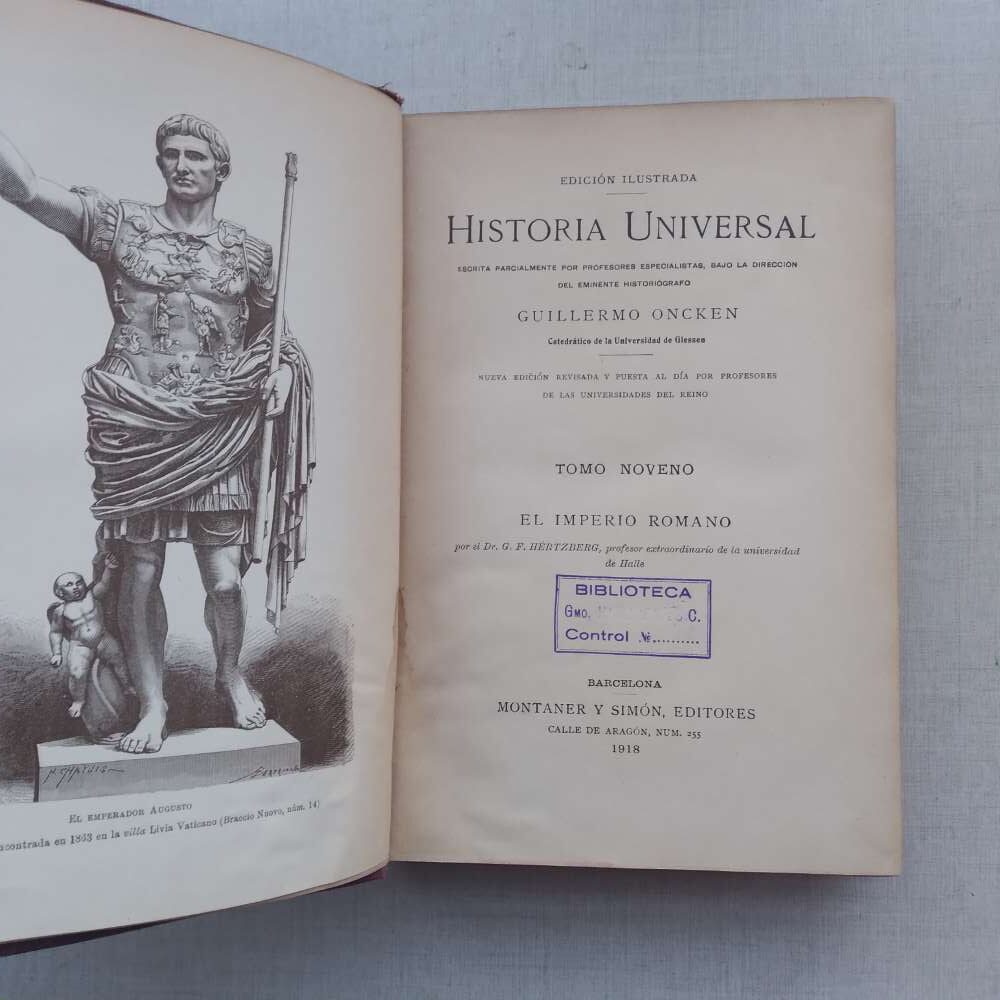 EL EMPERADOR AUGUSTO
en 1863 en la villa Livia Vaticano (Braccio Nuovo, núm. 14)
EDICIÓN ILUSTRADA
HISTORIA UNIVERSAL
ESCRITA PARCIALMENTE POR PROFESORES ESPECIALISTAS, BAJO LA DIRECCIÓN
DEL EMINENTE HISTORIÓGRAFO
GUILLERMO ONCKEN
Catedrático de la Universidad de Giessen
NUEVA EDICIÓN REVISADA Y PUESTA AL DÍA POR PROFESORES
DE LAS UNIVERSIDADES DEL REINO
TOMO NOVENO
EL IMPERIO ROMANO
por el Dr. G. F. HERTZBERG, profesor extraordinario de la universidad
de Halle
BIBLIOTECA
GMO. C.
Control №..........
BARCELONA
MONTANER Y SIMÓN, EDITORES
CALLE DE ARAGÓN, NUM. 255
1918